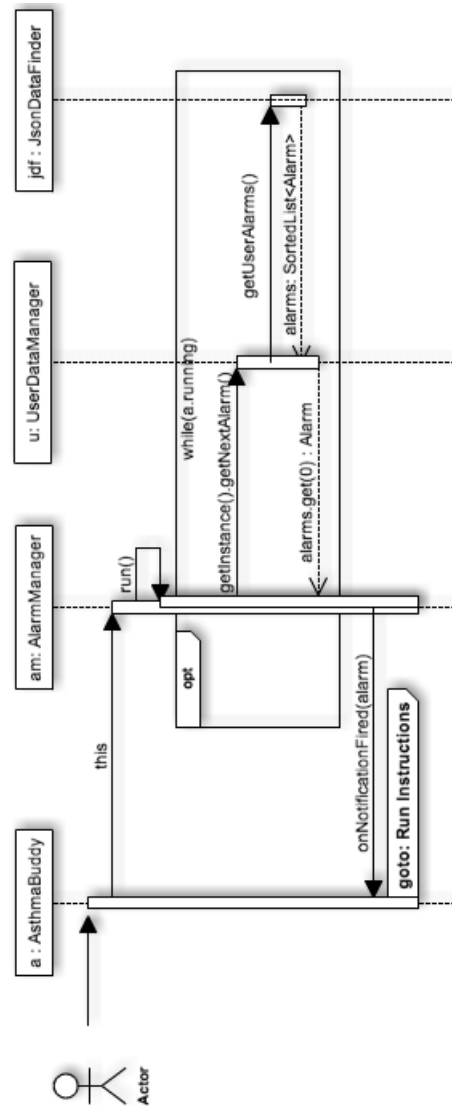 Actor
a : AsthmaBuddy
am: AlarmManager
u: UserDataManager
jdf : JsonDataFinder
this
run()
opt
while(a.running)
getInstance().getNextAlarm()
getUserAlarms()
alarms: SortedList<Alarm>
alarms.get(0) : Alarm
onNotificationFired(alarm)
goto: Run Instructions